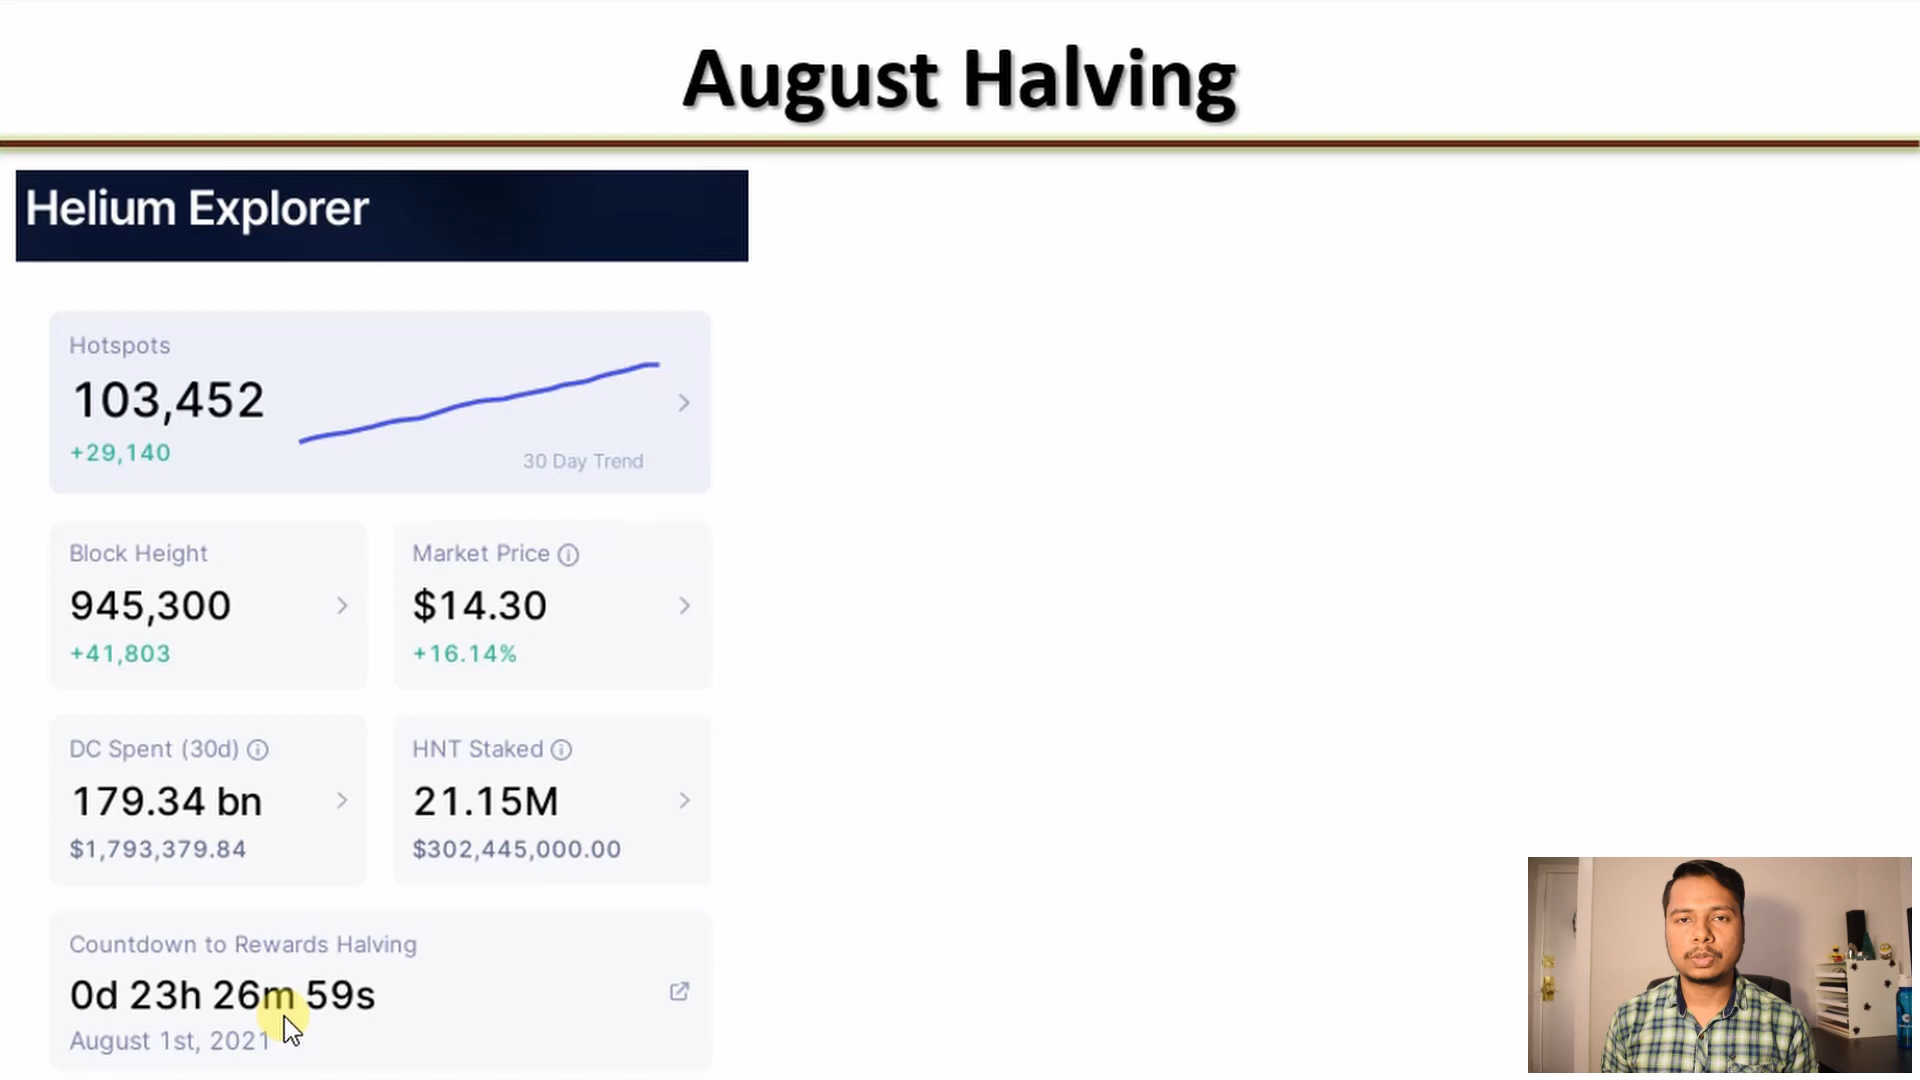 August Halving
Helium Explorer
Hotspots
103,452
+29,140
30 Day Trend
Block Height
945,300
+41,803
Market Price
$14.30
+16.14%
DC Spent (30d)
179.34 bn
$1,793,379.84
HNT Staked
21.15M
$302,445,000.00
Countdown to Rewards Halving
0d 23h 26m 59s
August 1st, 2021